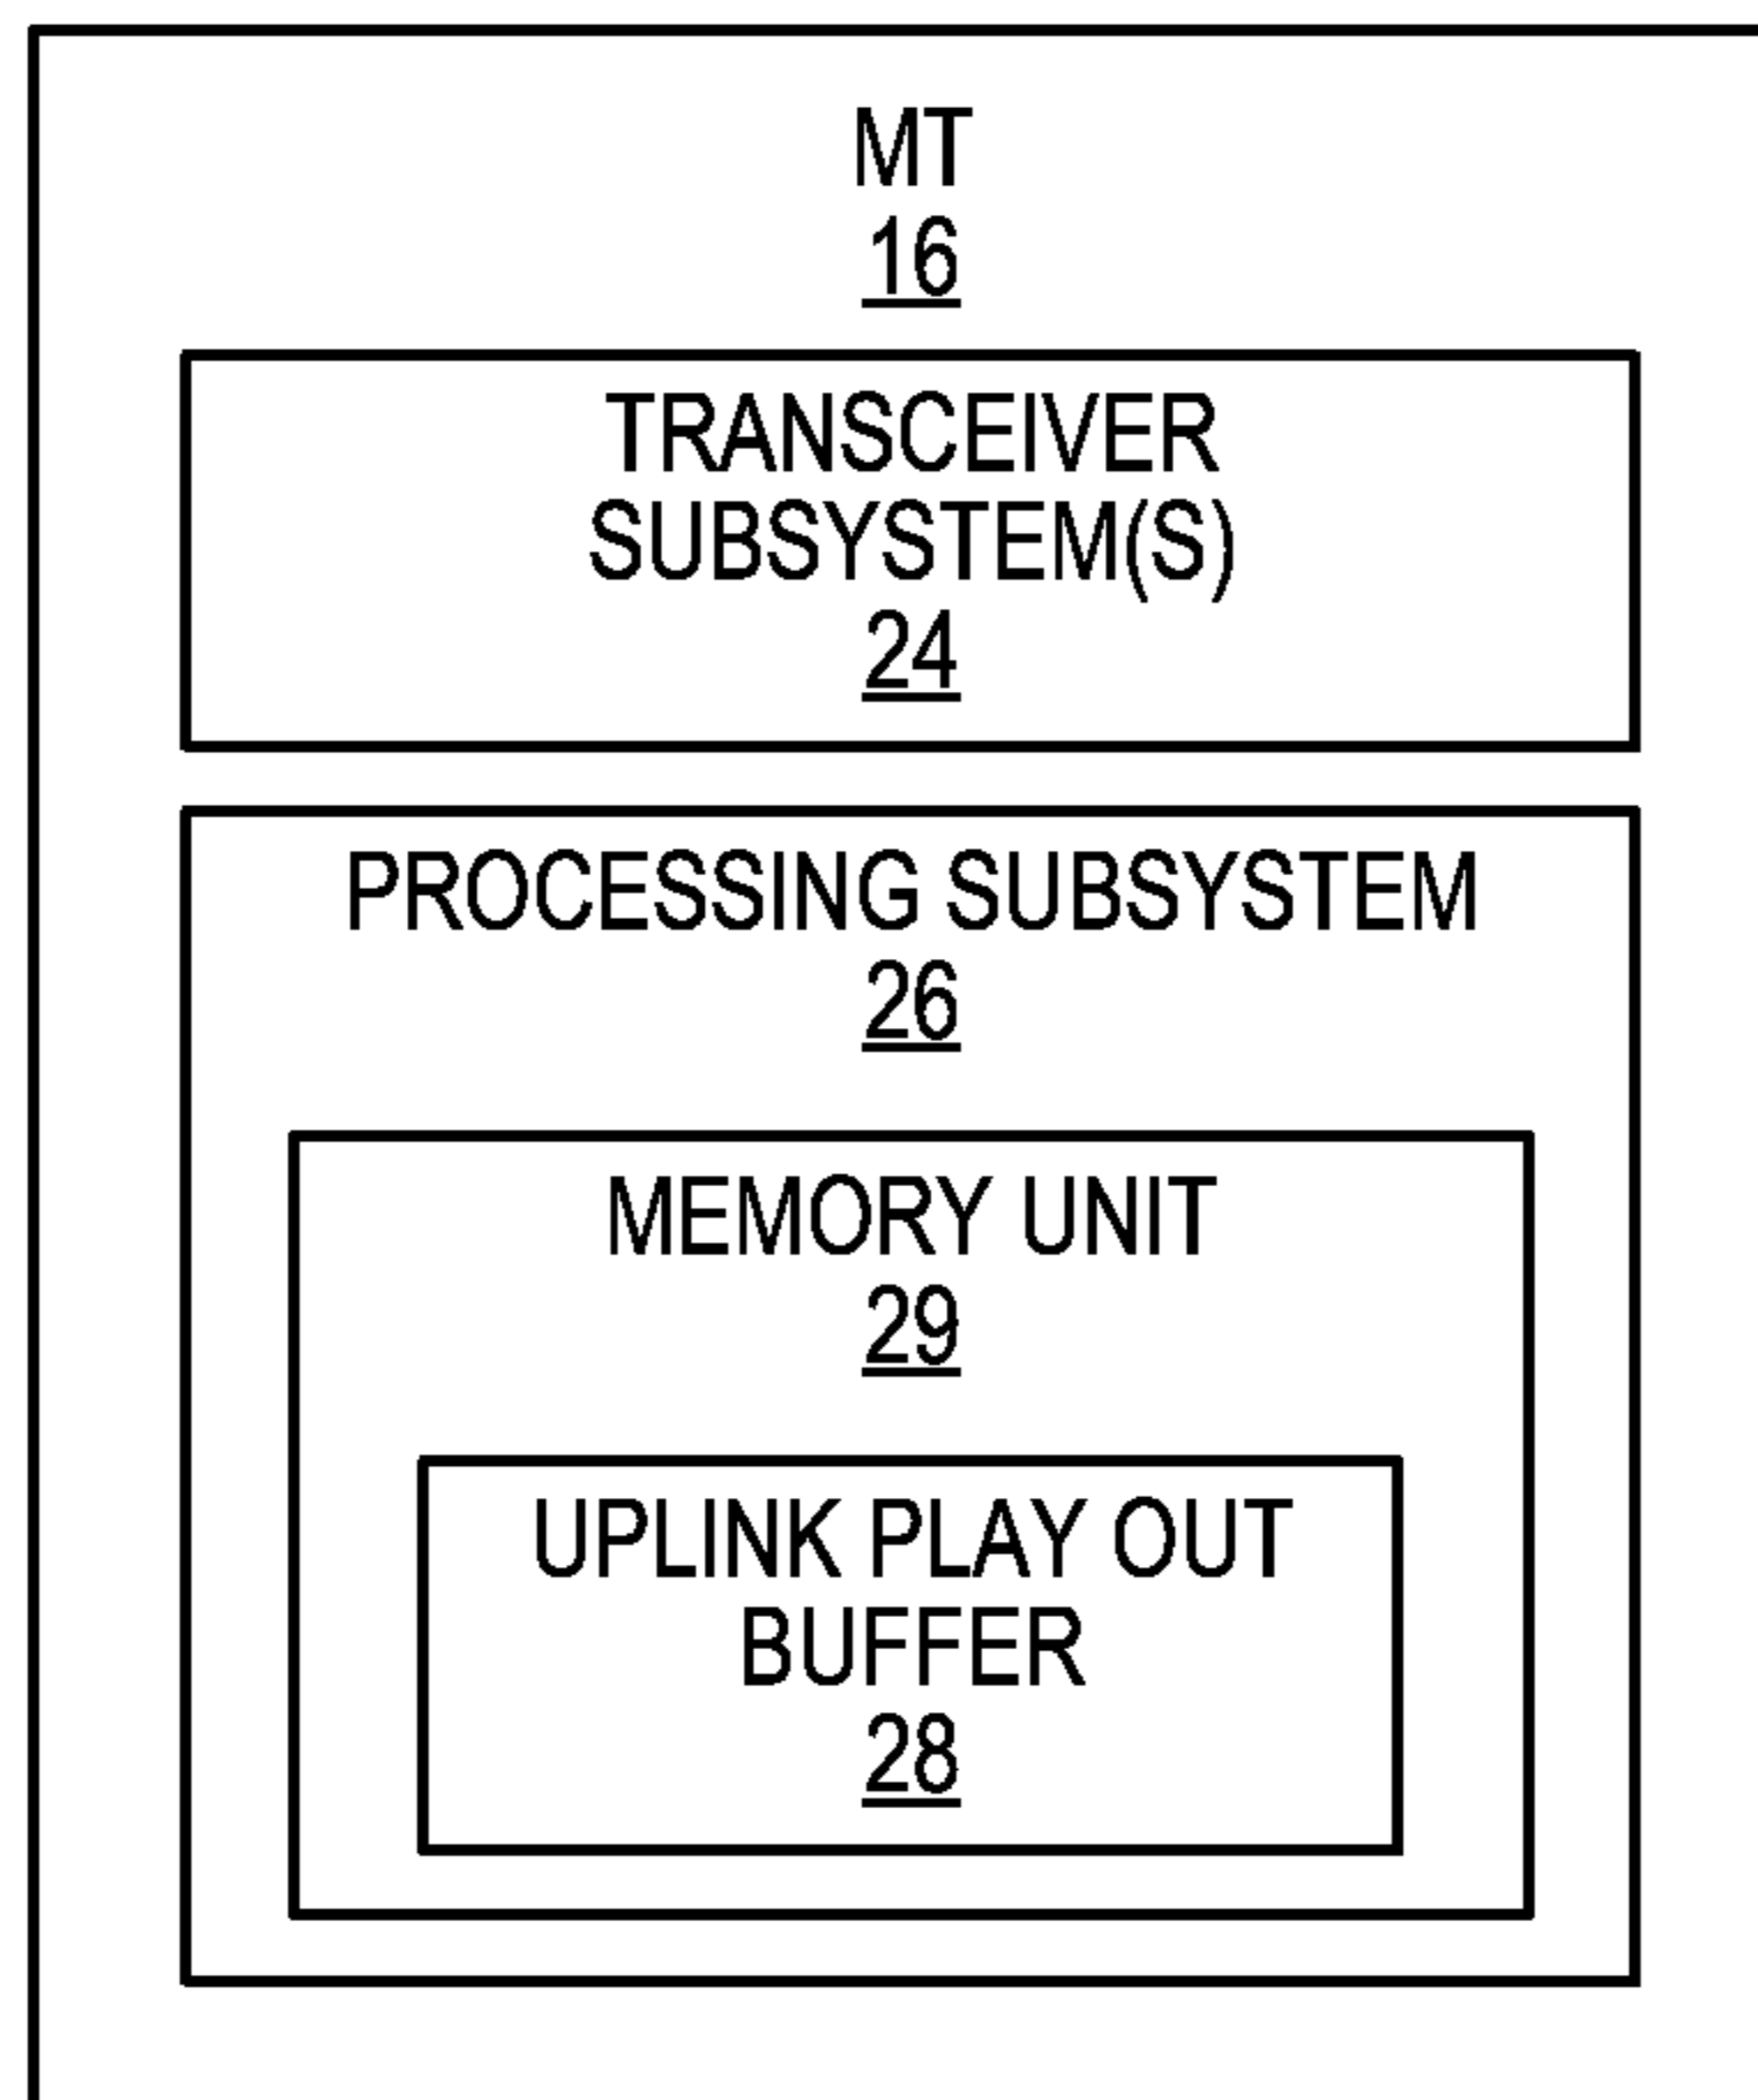 MT
16
TRANSCEIVER
SUBSYSTEM(S)
24
PROCESSING SUBSYSTEM
26
MEMORY UNIT
29
UPLINK PLAY OUT
BUFFER
28